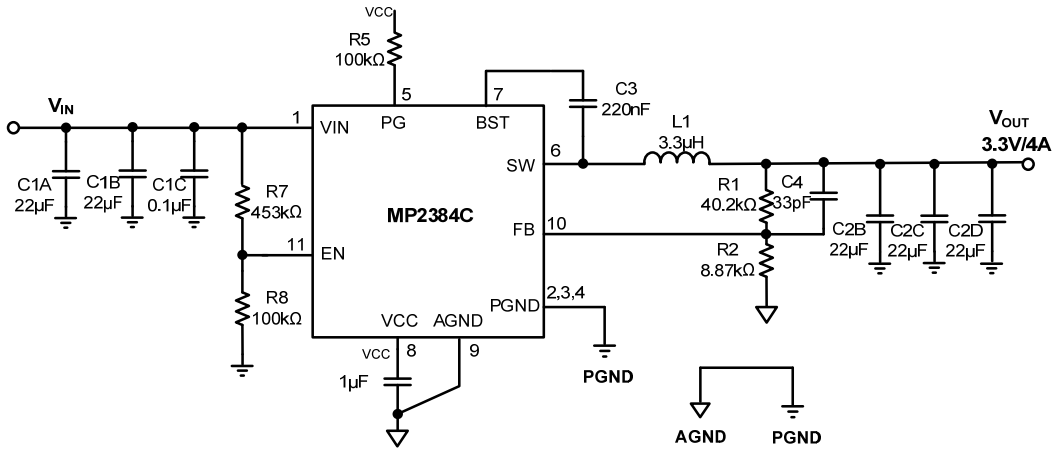 VCC
R5
100kΩ
5
7
C3
220nF
VIN
1
VIN
PG
BST
L1
3.3µH
VOUT
3.3V/4A
SW
6
C1A
22µF
C1B
22µF
C1C
0.1µF
R7
453kΩ
MP2384C
R1
40.2kΩ
C4
33pF
FB
10
C2B
22µF
C2C
22µF
C2D
22µF
11
EN
R2
8.87kΩ
R8
100kΩ
PGND
2,3,4
VCC
AGND
VCC
8
9
1µF
PGND
AGND
PGND